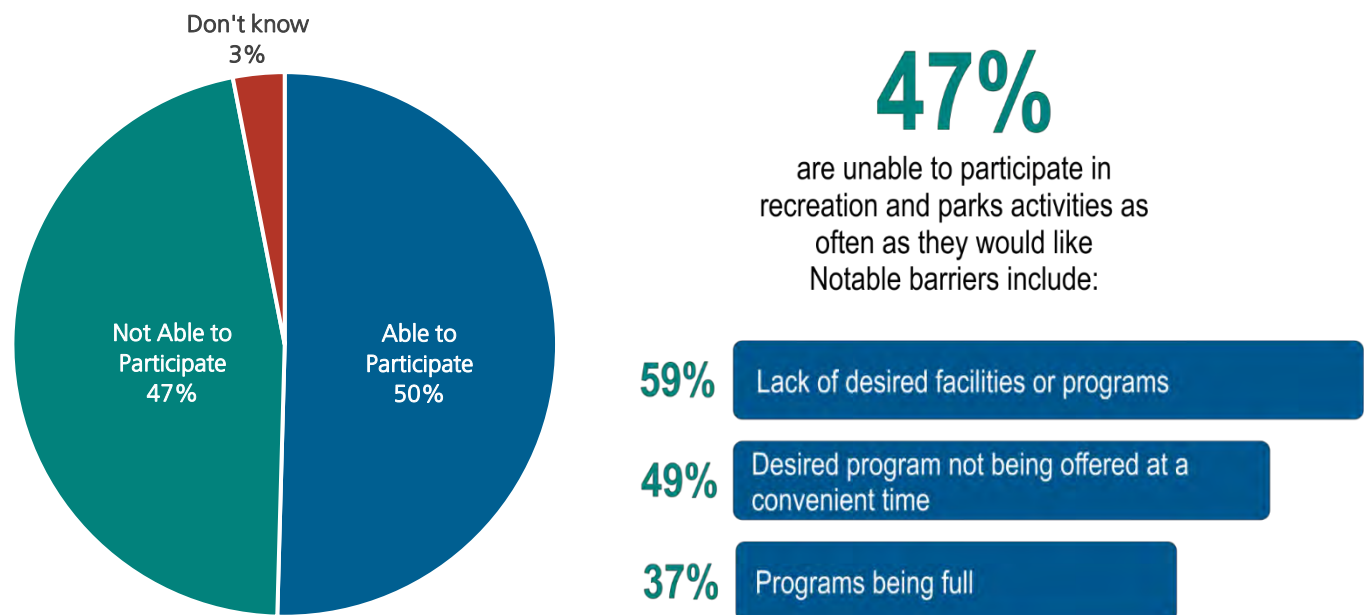 Don't know
3%
Not Able to
Participate
47%
Able to
Participate
50%
47%
are unable to participate in
recreation and parks activities as
often as they would like
Notable barriers include:
59%
Lack of desired facilities or programs
49%
Desired program not being offered at a
convenient time
37%
Programs being full